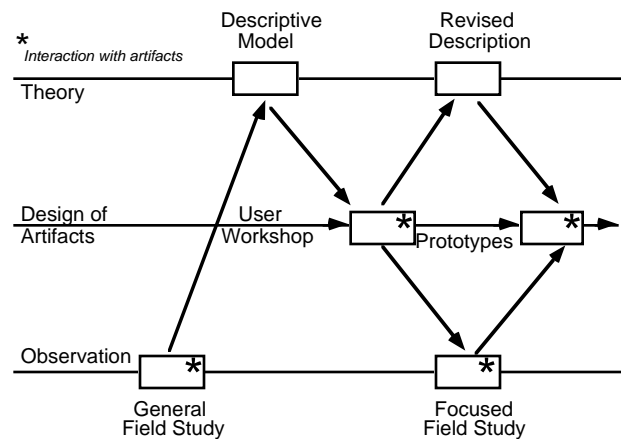 Descriptive
Model
Revised
Description
* Interaction with artifacts
Theory
Design of
Artifacts
User
Workshop
*
Prototypes
*
Observation
*
*
General
Field Study
Focused
Field Study